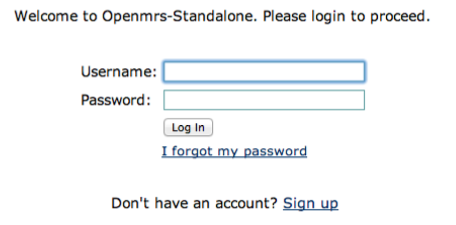 Welcome to Openmrs-Standalone. Please login to proceed.
Username:
Password:
Log In
I forgot my password
Don't have an account? Sign up